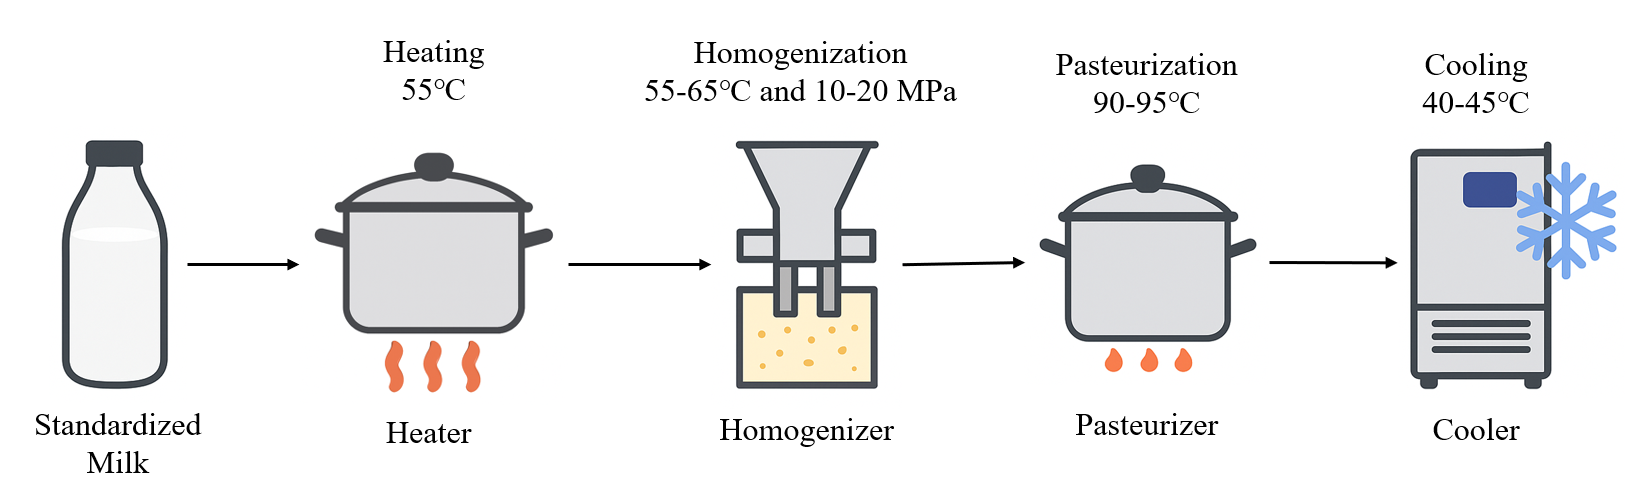 Heating
55℃
Homogenization
55-65℃ and 10-20 MPa
Pasteurization
90-95℃
Cooling
40-45℃
Standardized
Milk
Heater
Homogenizer
Pasteurizer
Cooler